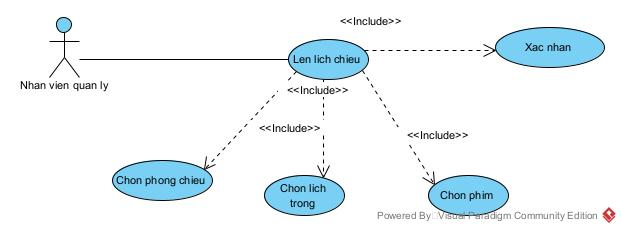 <<Include>>
Xac nhan
Len lich chieu
Nhan vien quan ly
<<Include>>
<<Include>>
<<Include>>
Chon phong chieu
Chon lich
trong
Chon phim
Powered By Visual Paradigm Community Edition